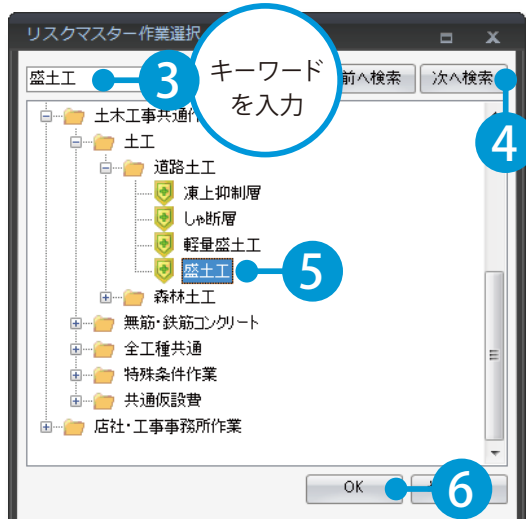 リスクマスター作業選択
X
盛土工
3
キーワード
を入力
前へ検索
次へ検索
4
土木工事共通作
土工
道路土工
凍上抑制層
しゃ断層
軽量盛土工
盛土工
5
森林土工
無筋・鉄筋コンクリート
全工種共通
特殊条件作業
共通仮設費
店社・工事事務所作業
OK
6